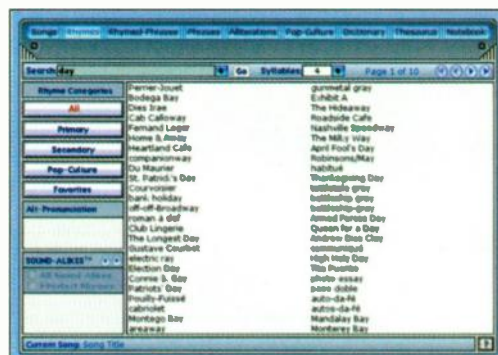 Songs Rhymes Rhymed-Phrases Phrases Alliterations Pop-Culture Dictionary Thesaurus Notebook
Search day Go Syllables 4 Page 1 of 10
Rhyme Categories
All
Primary
Secondary
Pop-Culture
Favorites
Alt-Pronunciation
SOUND-ALIKES™
All Sound Alikes
Perrier-Jouet
Bodega Bay
Dies Irae
Cab Calloway
Fernand Leger
Home & Away
Heartland Cafe
companionway
Du Maurier
St. Patrick's Day
Courvoisier
bank holiday
off-off-Broadway
roman à clef
Club Lingerie
The Longest Day
Gustave Courbet
electric ray
Election Day
Connie B. Gay
Patriots' Day
Pouilly-Fuissé
cabriolet
Montego Bay
areaway
gunmetal gray
Exhibit A
The Hideaway
Roadside Cafe
Nashville Speedway
The Milky Way
April Fool's Day
Robinsons/May
habitué
Thanksgiving Day
battleship gray
battleship-gray
Armed Forces Day
Queen for a Day
Andrew Dice Clay
communiqué
High Holy Day
Tito Puente
photo essay
paso doble
auto-da-fé
autos-da-fé
Mandalay Bay
Monterey Bay
Current Song: Song Title
?